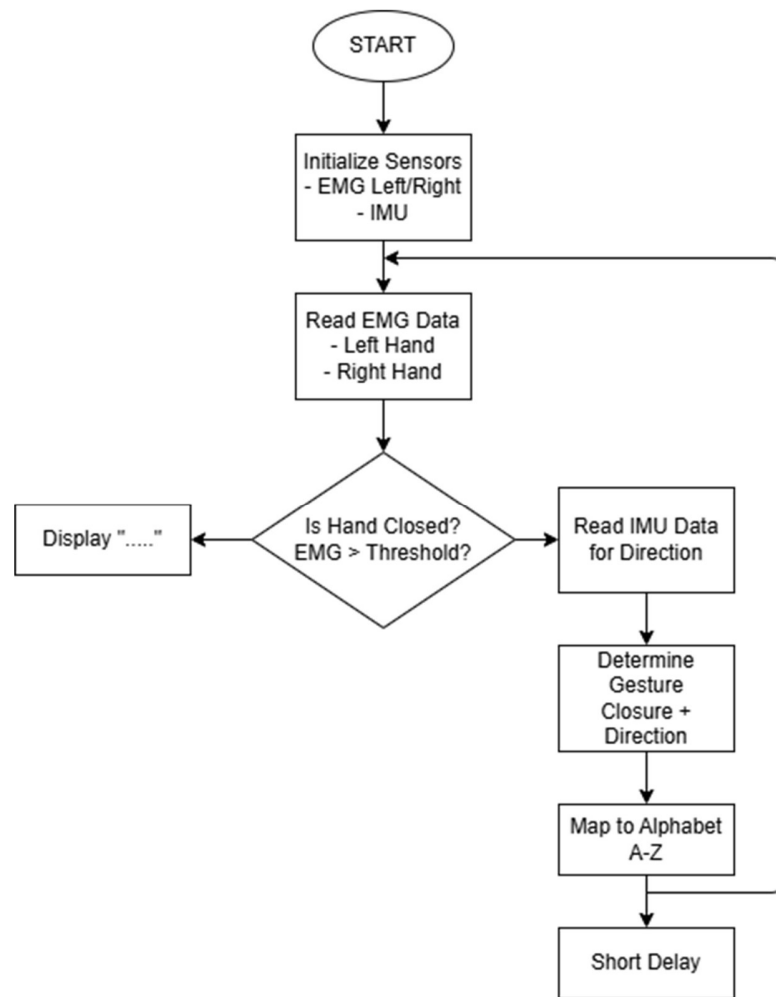 START
Initialize Sensors
- EMG Left/Right
- IMU
Read EMG Data
- Left Hand
- Right Hand
Is Hand Closed?
EMG > Threshold?
Display "....."
Read IMU Data
for Direction
Determine
Gesture
Closure +
Direction
Map to Alphabet
A-Z
Short Delay